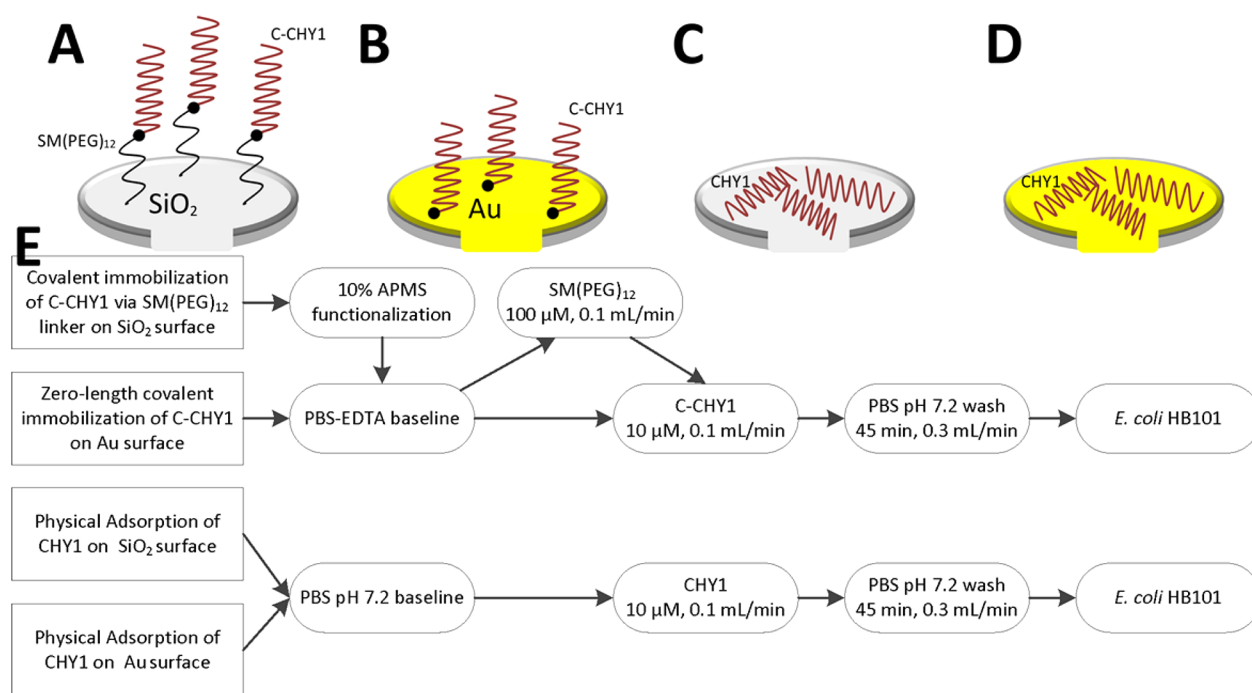 A
B
C
D
C-CHY1
C-CHY1
SM(PEG)₁₂
CHY1
CHY1
SiO₂
Au
E
Covalent immobilization
of C-CHY1 via SM(PEG)₁₂
linker on SiO₂ surface
10% APMS
functionalization
SM(PEG)₁₂
100 µM, 0.1 mL/min
Zero-length covalent
immobilization of C-CHY1
on Au surface
PBS-EDTA baseline
C-CHY1
10 µM, 0.1 mL/min
PBS pH 7.2 wash
45 min, 0.3 mL/min
E. coli HB101
Physical Adsorption of
CHY1 on SiO₂ surface
PBS pH 7.2 baseline
CHY1
10 µM, 0.1 mL/min
PBS pH 7.2 wash
45 min, 0.3 mL/min
E. coli HB101
Physical Adsorption of
CHY1 on Au surface